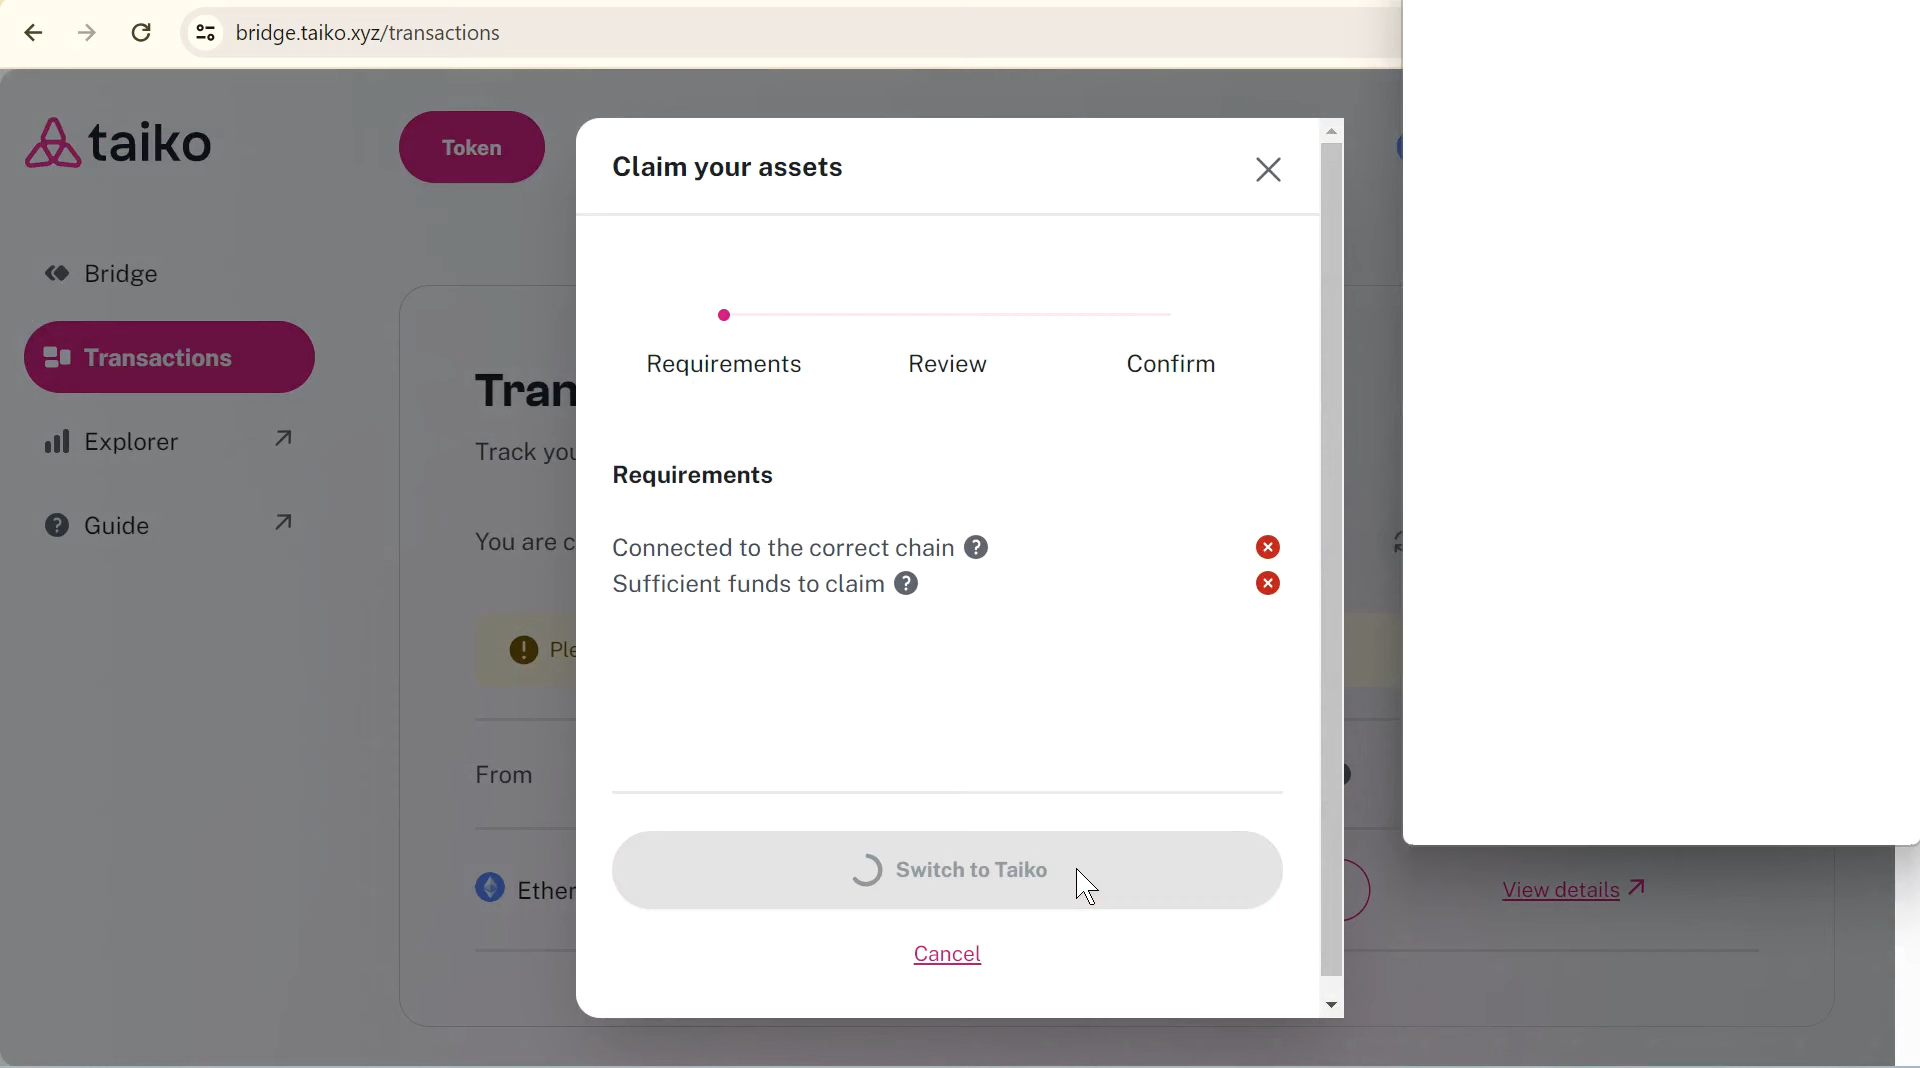 bridge.taiko.xyz/transactions
taiko
Token
Bridge
Transactions
Explorer
Guide
Tran
Track you
You are c
Ple
From
Ether
View details
Claim your assets
Requirements
Review
Confirm
Requirements
Connected to the correct chain
Sufficient funds to claim
Switch to Taiko
Cancel